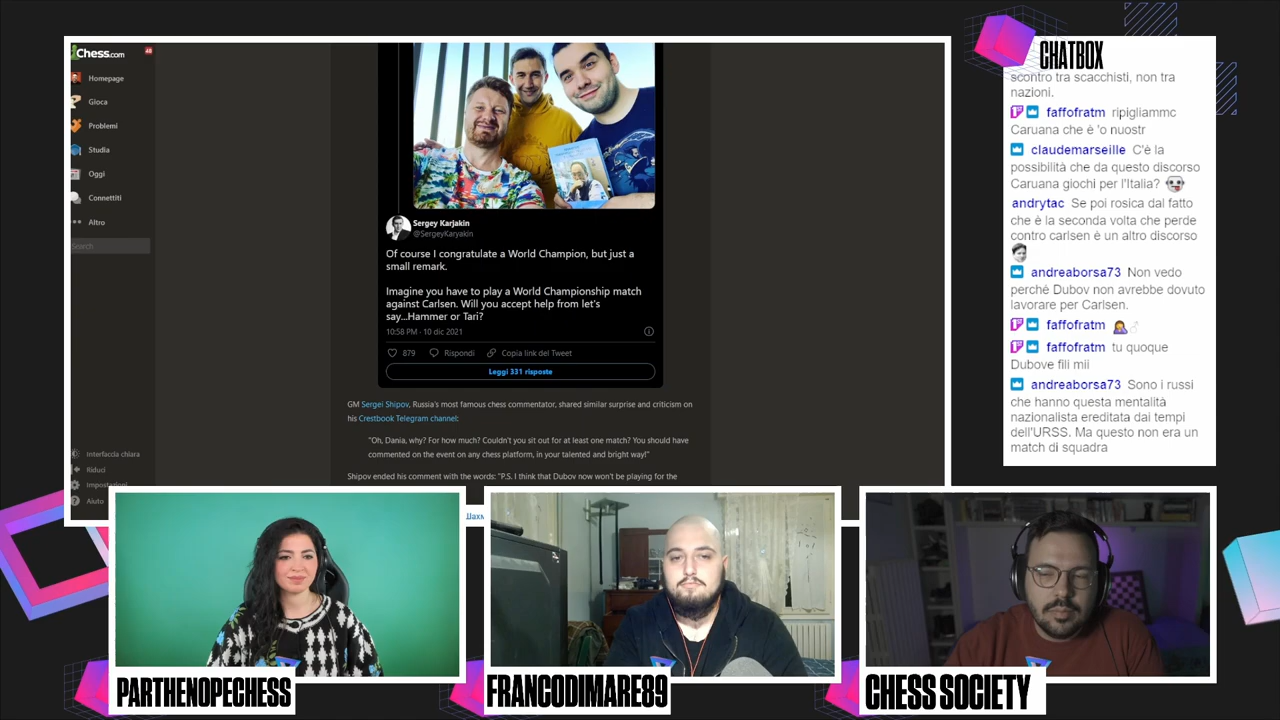 Chess.com
Homepage
Gioca
Problemi
Studia
Oggi
Connettiti
Altro
Search
Interfaccia chiara
Riduci
Impostazioni
Aiuto
Sergey Karjakin
@SergeyKaryakin
Of course I congratulate a World Champion, but just a
small remark.
Imagine you have to play a World Championship match
against Carlsen. Will you accept help from let's
say...Hammer or Tari?
10:58 PM · 10 dic 2021
879 Rispondi Copia link del Tweet
Leggi 331 risposte
GM Sergei Shipov, Russia's most famous chess commentator, shared similar surprise and criticism on
his Crestbook Telegram channel:
"Oh, Dania, why? For how much? Couldn't you sit out for at least one match? You should have
commented on the event on any chess platform, in your talented and bright way!"
Shipov ended his comment with the words: "P.S. I think that Dubov now won't be playing for the
CHATBOX
scontro tra scacchisti, non tra
nazioni.
faffofratm ripigliammc
Caruana che è 'o nuostr
claudemarseille C'è la
possibilità che da questo discorso
Caruana giochi per l'Italia?
andrytac Se poi rosica dal fatto
che è la seconda volta che perde
contro carlsen è un altro discorso
andreaborsa73 Non vedo
perché Dubov non avrebbe dovuto
lavorare per Carlsen.
faffofratm
faffofratm tu quoque
Dubove fili mii
andreaborsa73 Sono i russi
che hanno questa mentalità
nazionalista ereditata dai tempi
dell'URSS. Ma questo non era un
match di squadra
PARTHENOPECHESS
FRANCODIMARE89
CHESS SOCIETY